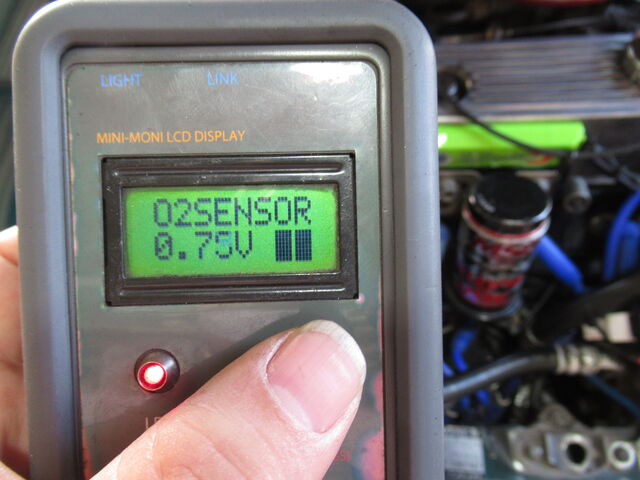 LIGHT LINK
MINI-MONI LCD DISPLAY
O2SENSOR
0.75V